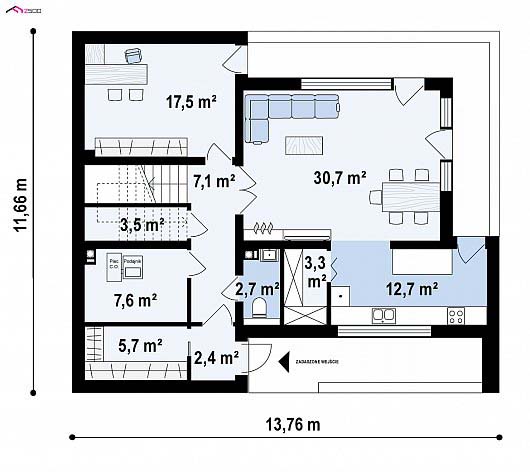 Z500
17,5 m²
7,1 m²
30,7 m²
3,5 m²
Piec
C.O.
Podajnik
7,6 m²
2,7 m²
3,3
m²
12,7 m²
5,7 m²
2,4 m²
ZADASZONE WEJŚCIE
11,66 m
13,76 m